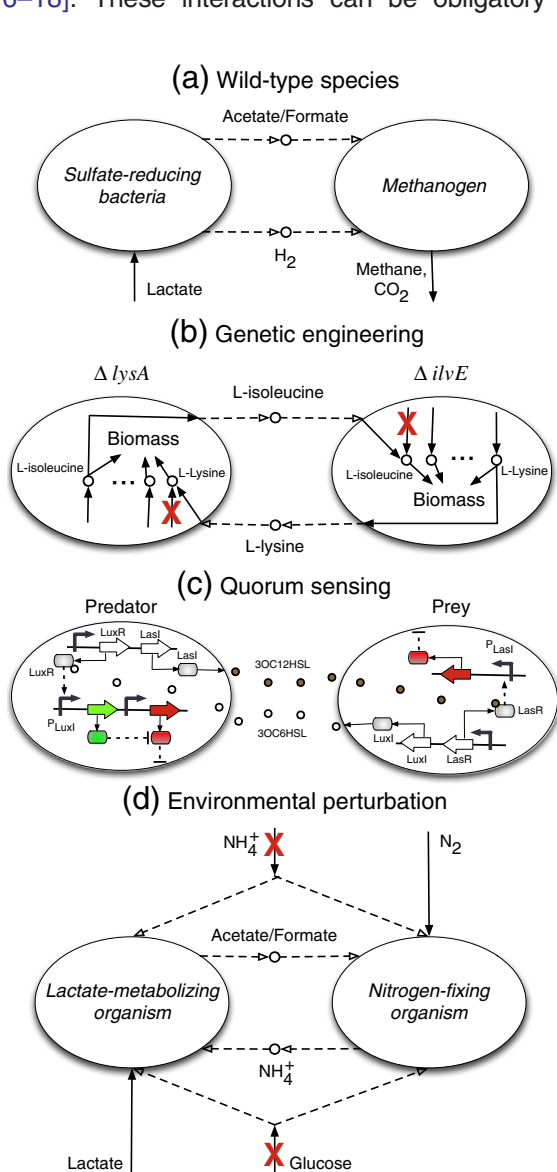 6–18]. These interactions can be obligatory
(a) Wild-type species
Acetate/Formate
Sulfate-reducing
bacteria
Methanogen
H2
Lactate
Methane,
CO2
(b) Genetic engineering
Δ lysA
Δ ilvE
L-isoleucine
Biomass
L-isoleucine
...
L-Lysine
X
X
L-isoleucine
...
L-Lysine
Biomass
L-lysine
(c) Quorum sensing
Predator
Prey
LuxR
LasI
LuxR
LasI
PLuxI
3OC12HSL
3OC6HSL
PLasI
LasR
LuxI
LuxI
LasR
(d) Environmental perturbation
NH4+
X
N2
Acetate/Formate
Lactate-metabolizing
organism
Nitrogen-fixing
organism
NH4+
Lactate
X Glucose